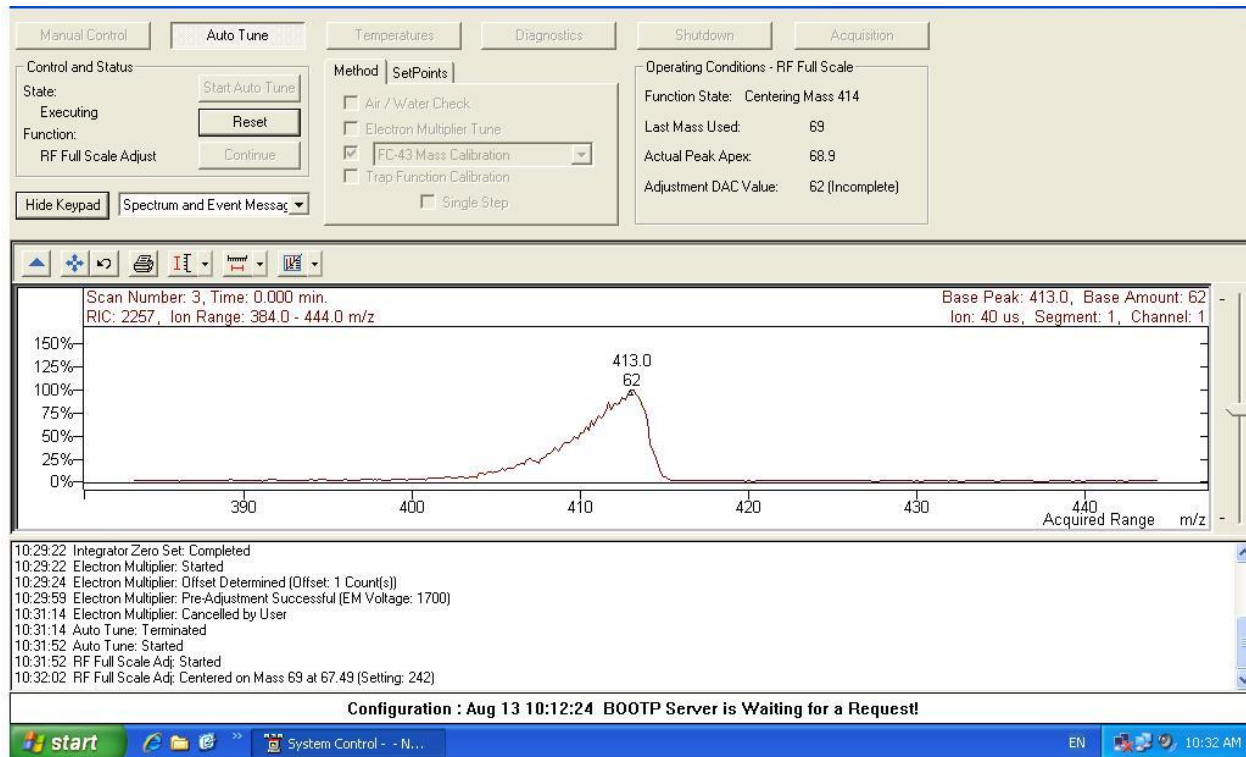 Manual Control Auto Tune Temperatures Diagnostics Shutdown Acquisition
Control and Status
State:
Executing
Function:
RF Full Scale Adjust
Start Auto Tune
Reset
Continue
Hide Keypad
Spectrum and Event Messag
Method SetPoints
Air / Water Check
Electron Multiplier Tune
FC-43 Mass Calibration
Trap Function Calibration
Single Step
Operating Conditions - RF Full Scale
Function State: Centering Mass 414
Last Mass Used: 69
Actual Peak Apex: 68.9
Adjustment DAC Value: 62 (Incomplete)
Scan Number: 3, Time: 0.000 min. Base Peak: 413.0, Base Amount: 62
RIC: 2257, Ion Range: 384.0 - 444.0 m/z Ion: 40 us, Segment: 1, Channel: 1
150%
125%
100%
75%
50%
25%
0%
413.0
62
390 400 410 420 430 440
Acquired Range m/z
10:29:22 Integrator Zero Set: Completed
10:29:22 Electron Multiplier: Started
10:29:24 Electron Multiplier: Offset Determined (Offset: 1 Count(s))
10:29:59 Electron Multiplier: Pre-Adjustment Successful (EM Voltage: 1700)
10:31:14 Electron Multiplier: Cancelled by User
10:31:14 Auto Tune: Terminated
10:31:52 Auto Tune: Started
10:31:52 RF Full Scale Adj: Started
10:32:02 RF Full Scale Adj: Centered on Mass 69 at 67.49 (Setting: 242)
Configuration : Aug 13 10:12:24 BOOTP Server is Waiting for a Request!
start System Control - - N... EN 10:32 AM